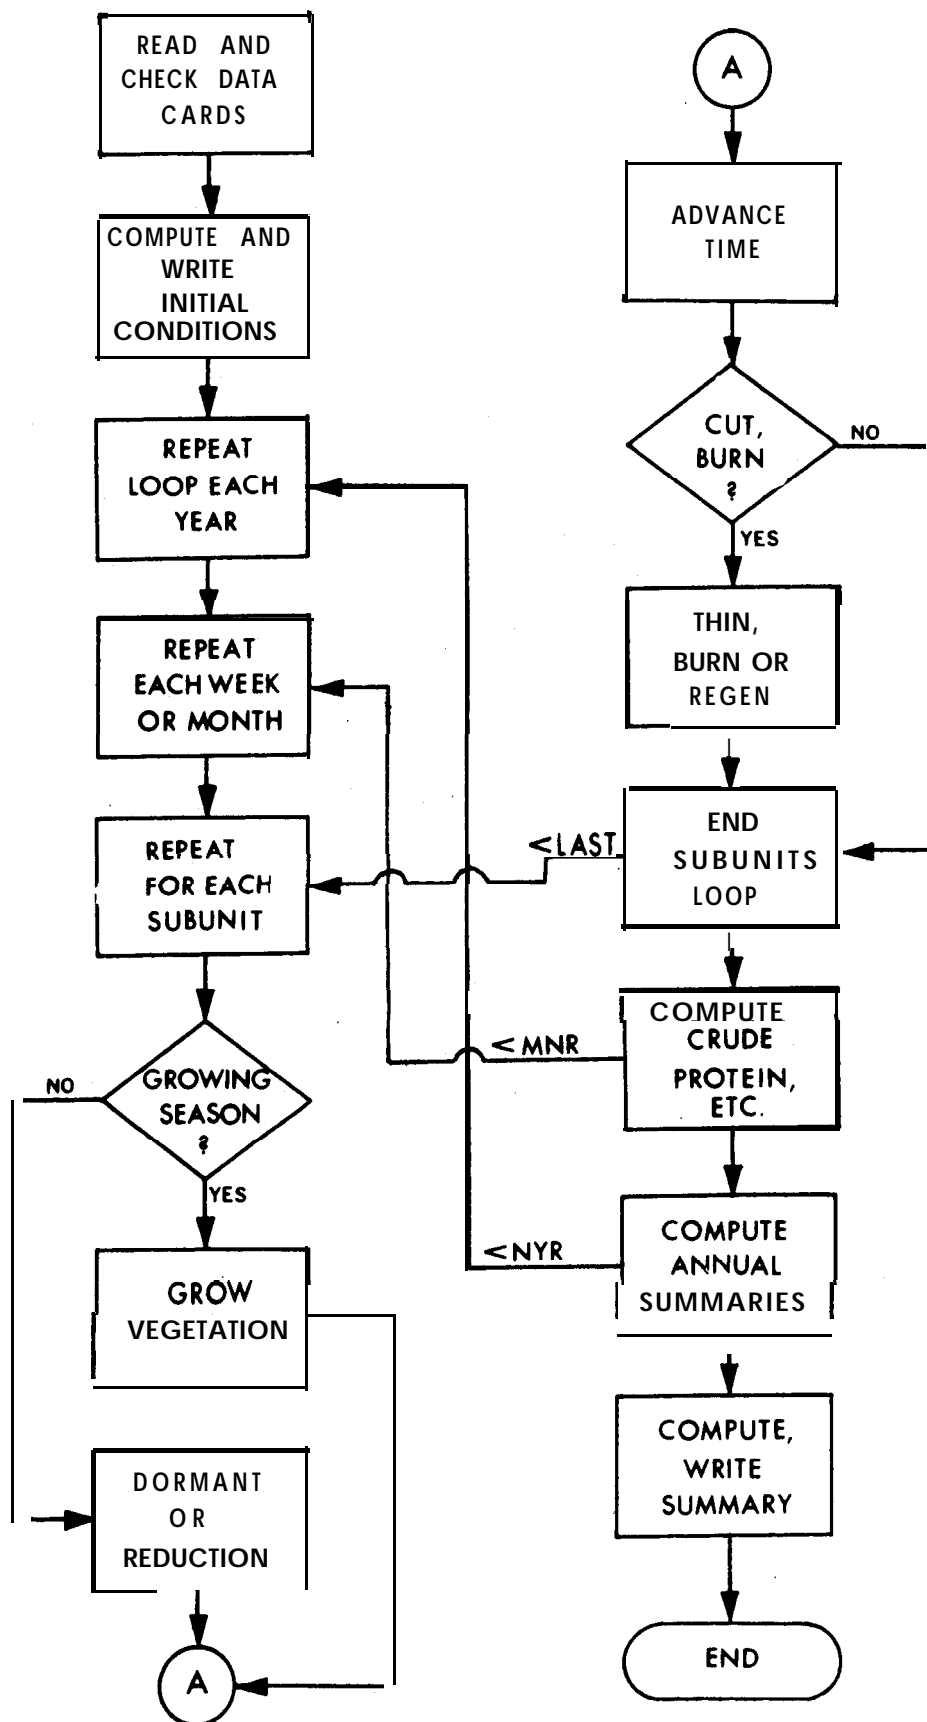 READ AND
CHECK DATA
CARDS
COMPUTE AND
WRITE
INITIAL
CONDITIONS
REPEAT
LOOP EACH
YEAR
REPEAT
EACH WEEK
OR MONTH
REPEAT
FOR EACH
SUBUNIT
GROWING
SEASON
?
NO
YES
GROW
VEGETATION
DORMANT
OR
REDUCTION
A
A
ADVANCE
TIME
CUT,
BURN
?
NO
YES
THIN,
BURN OR
REGEN
END
SUBUNITS
LOOP
<LAST
COMPUTE
CRUDE
PROTEIN,
ETC.
<MNR
COMPUTE
ANNUAL
SUMMARIES
<NYR
COMPUTE,
WRITE
SUMMARY
END